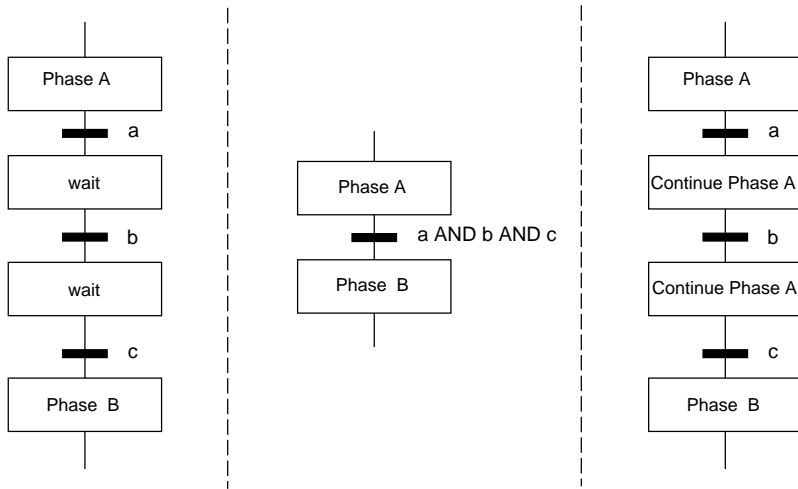 Phase A
a
wait
b
wait
c
Phase B
Phase A
a AND b AND c
Phase B
Phase A
a
Continue Phase A
b
Continue Phase A
c
Phase B